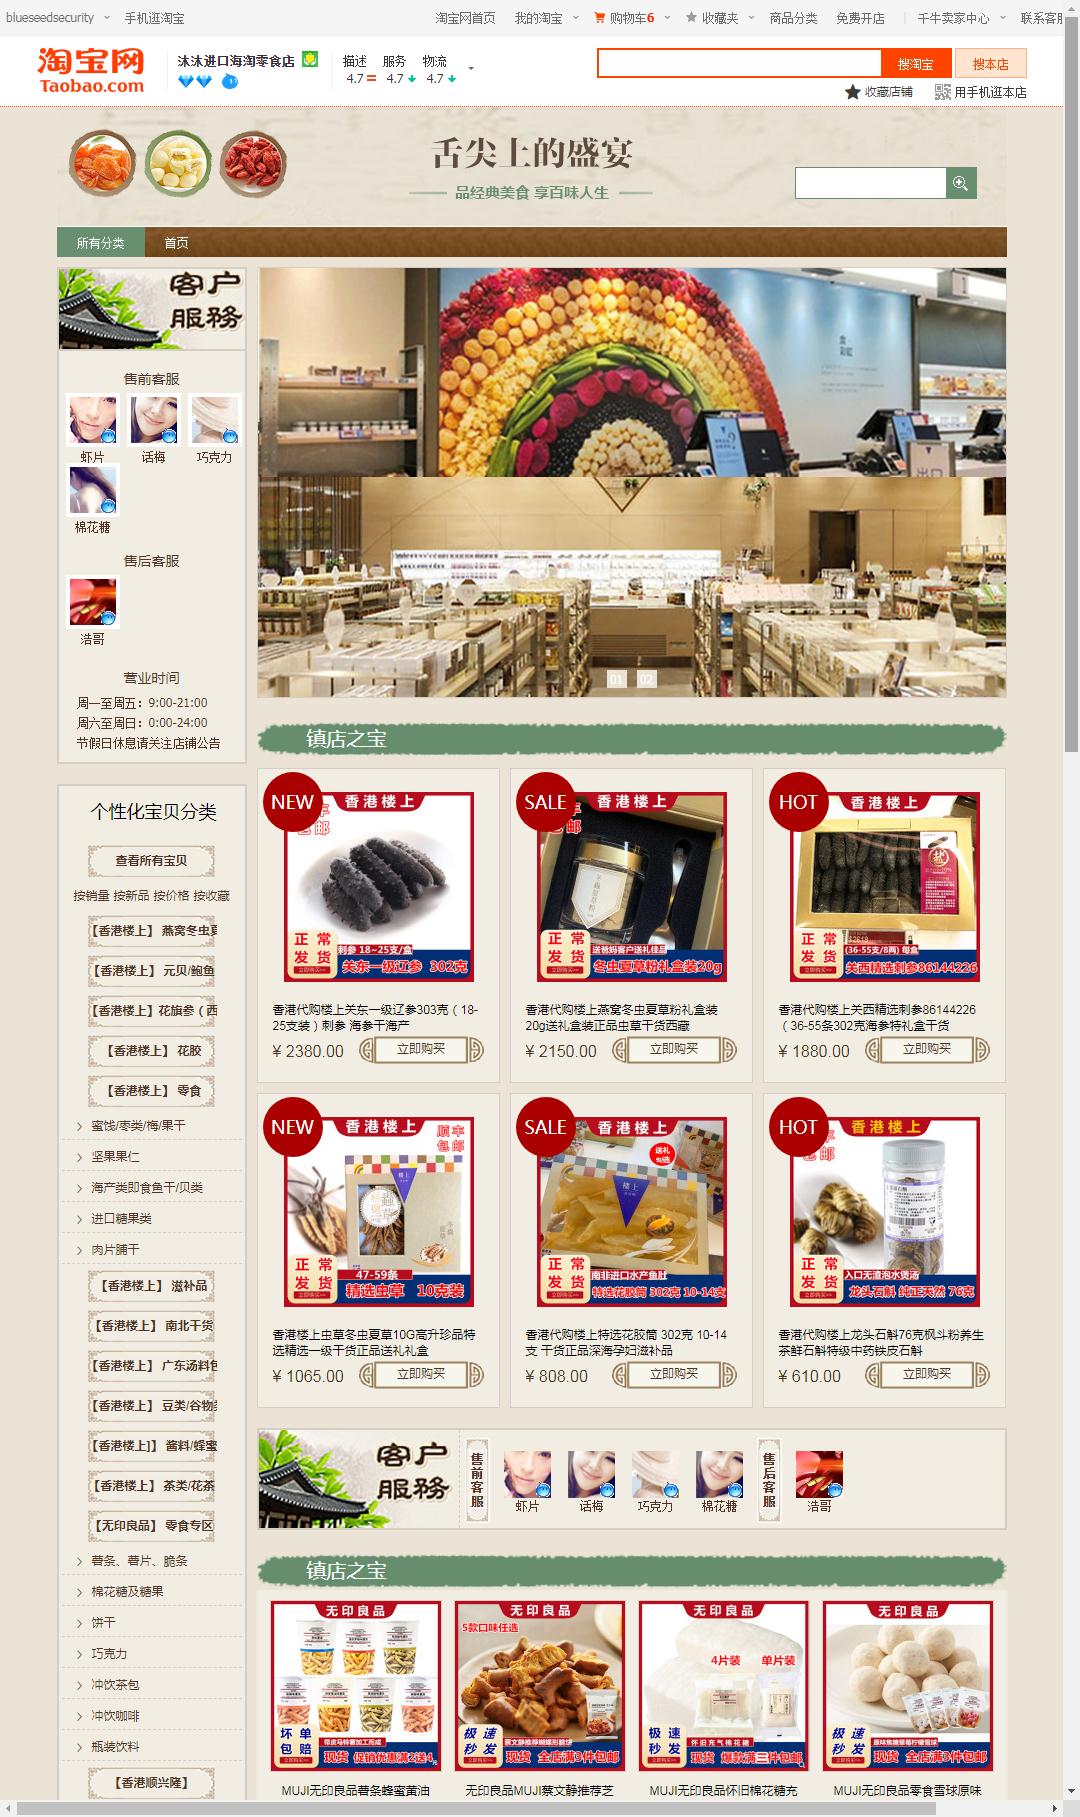 blueseedsecurity
手机逛淘宝
淘宝网首页
我的淘宝
购物车6
收藏夹
商品分类
免费开店
千牛卖家中心
联系客服
淘宝网
Taobao.com
沐沐进口海淘零食店
描述 服务 物流
4.7 4.7 4.7
搜淘宝
搜本店
收藏店铺
用手机逛本店
舌尖上的盛宴
品经典美食 享百味人生
所有分类
首页
客户
服務
售前客服
虾片
话梅
巧克力
棉花糖
售后客服
浩哥
营业时间
周一至周五：9:00-21:00
周六至周日：0:00-24:00
节假日休息请关注店铺公告
01 02
个性化宝贝分类
查看所有宝贝
按销量 按新品 按价格 按收藏
【香港楼上】 燕窝冬虫夏
【香港楼上】 元贝/鲍鱼
【香港楼上】花旗参（西
【香港楼上】 花胶
【香港楼上】 零食
蜜饯/枣类/梅/果干
坚果果仁
海产类即食鱼干/贝类
进口糖果类
肉片脯干
【香港楼上】 滋补品
【香港楼上】 南北干货
【香港楼上】 广东汤料包
【香港楼上】 豆类/谷物
【香港楼上]】 酱料/蜂蜜
【香港楼上】 茶类/花茶
【无印良品】 零食专区
薯条、薯片、脆条
棉花糖及糖果
饼干
巧克力
冲饮茶包
冲饮咖啡
瓶装饮料
【香港顺兴隆】
镇店之宝
NEW
香港楼上
正常
发货
刺参 18~25支/盒
关东一级辽参 302克
香港代购楼上关东一级辽参303克（18-
25支装）刺参 海参干海产
¥ 2380.00
立即购买
SALE
香港楼上
正常
发货
送爸妈客户送礼佳品
冬虫夏草粉礼盒装20g
香港代购楼上燕窝冬虫夏草粉礼盒装
20g送礼盒装正品虫草干货西藏
¥ 2150.00
立即购买
HOT
香港楼上
正常
发货
(36-55支/8两) 每盒
关西精选刺参86144226
香港代购楼上关西精选刺参86144226
（36-55条302克海参特礼盒干货
¥ 1880.00
立即购买
NEW
香港楼上
顺丰
包邮
正常
发货
47-59条
精选虫草 10克装
香港楼上虫草冬虫夏草10G高升珍品特
选精选一级干货正品送礼礼盒
¥ 1065.00
立即购买
SALE
香港楼上
送礼
正常
发货
南非进口水产鱼肚
特选花胶筒 302克 10-14支
香港代购楼上特选花胶筒 302克 10-14
支 干货正品深海孕妇滋补品
¥ 808.00
立即购买
HOT
香港楼上
正常
发货
入口无渣泡水煲汤
龙头石斛 纯正天然 76克
香港代购楼上龙头石斛76克枫斗粉养生
茶鲜石斛特级中药铁皮石斛
¥ 610.00
立即购买
客户
服務
售前客服
虾片
话梅
巧克力
棉花糖
售后客服
浩哥
镇店之宝
无印良品
坏单
包赔
带皮马铃薯加工而成
现货 促销优惠满2送4
MUJI无印良品薯条蜂蜜黄油
无印良品
5款口味任选
极速
秒发
蔡文静推荐蝴蝶形脆饼
现货 全店满3件包邮
无印良品MUJI蔡文静推荐芝
无印良品
4片装 单片装
极速
秒发
怀旧充气棉花糖
现货 爆款满三件包邮
MUJI无印良品怀旧棉花糖充
无印良品
极速
秒发
原味焦糖草莓柠檬雪球
现货 全店满3件包邮
MUJI无印良品零食雪球原味